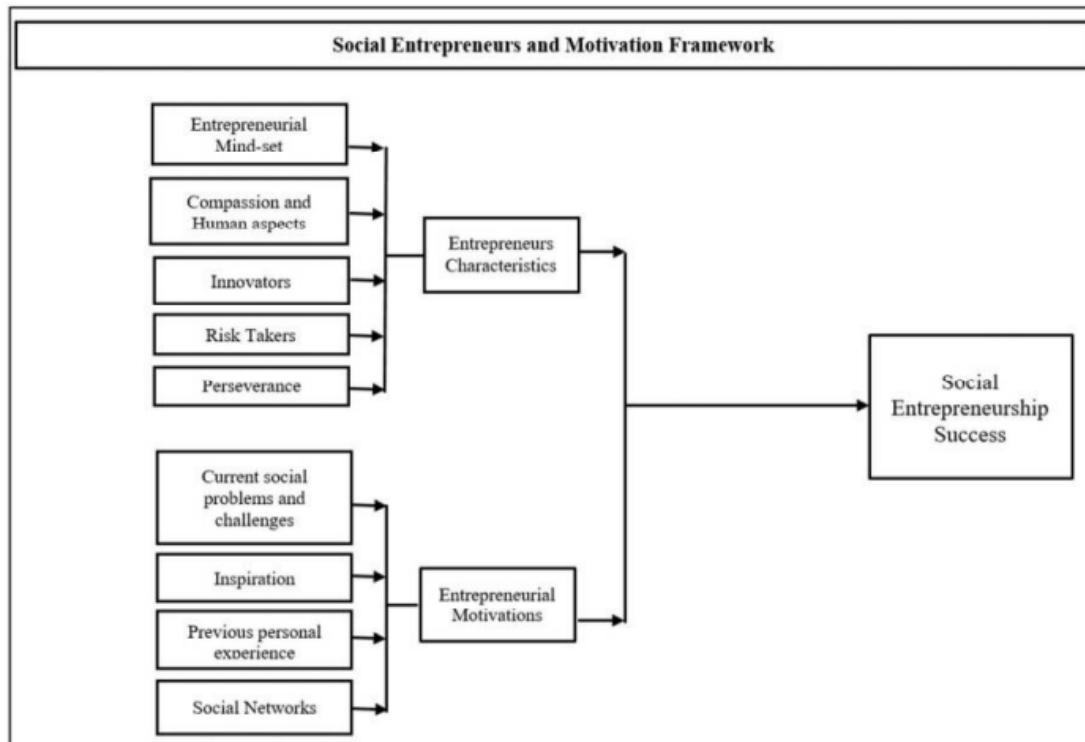 Social Entrepreneurs and Motivation Framework
Entrepreneurial
Mind-set
Compassion and
Human aspects
Innovators
Risk Takers
Perseverance
Entrepreneurs
Characteristics
Current social
problems and
challenges
Inspiration
Previous personal
experience
Social Networks
Entrepreneurial
Motivations
Social
Entrepreneurship
Success